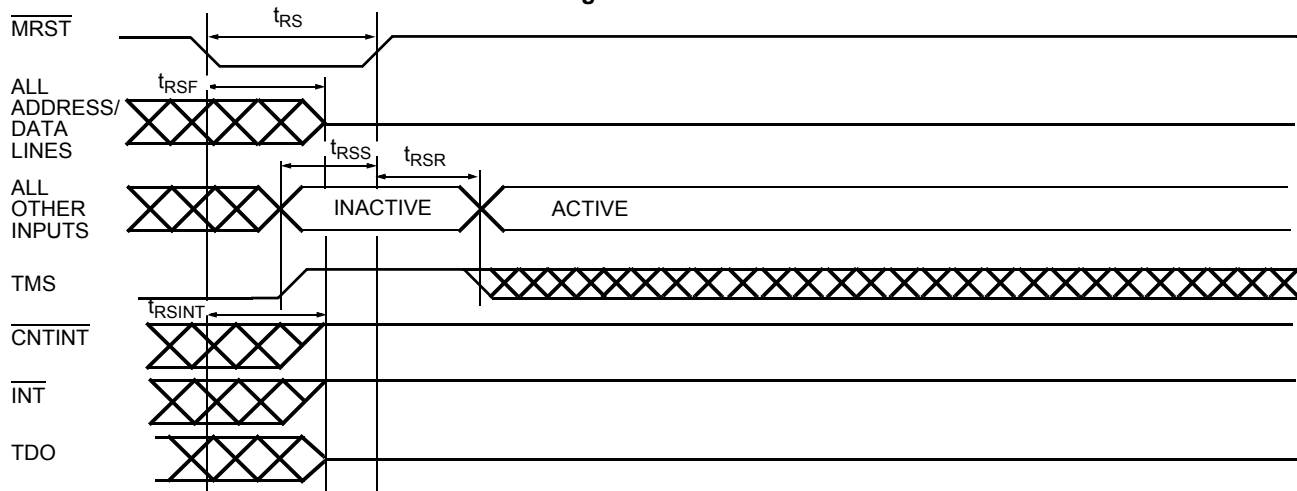 MRST
tRS
ALL
ADDRESS/
DATA
LINES
tRSF
tRSS
tRSR
ALL
OTHER
INPUTS
INACTIVE
ACTIVE
TMS
tRSINT
CNTINT
INT
TDO